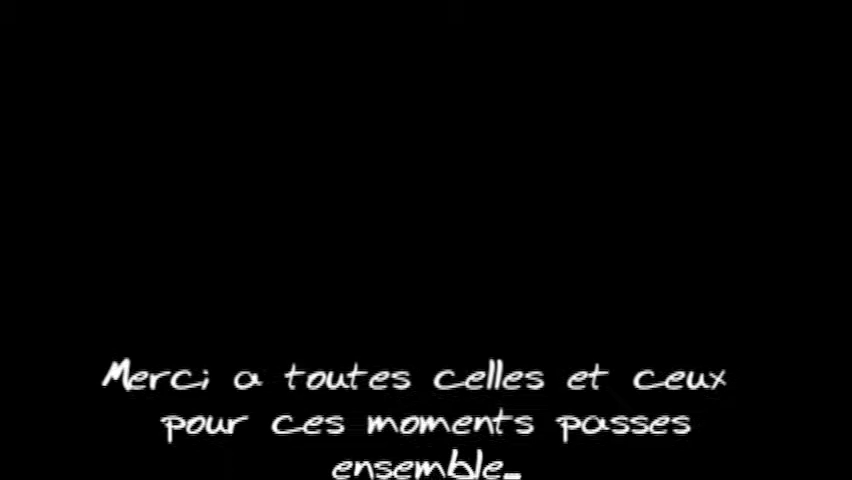 Merci a toutes celles et ceux
pour ces moments passes
ensemble...